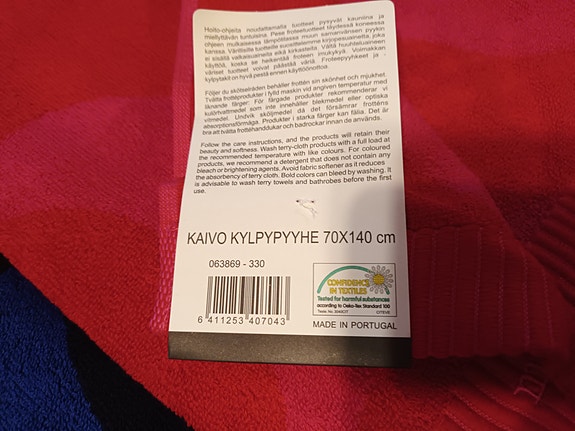 Hoito-ohjeita noudattamalla tuotteet pysyvät kauniina ja
miellyttävän tuntuisina. Pese froteetuotteet täydessä koneessa
ohjeen mukaisessa lämpötilassa muun samanvärisen pyykin
kanssa. Värillisille tuotteille suosittelemme kirjopesuainetta, joka
ei sisällä valkaisuaineita eikä kirkasteita. Vältä huuhteluaineen
käyttöä, koska se heikentää froteen imukykyä. Voimakkaan
väriset tuotteet voivat päästää väriä. Froteepyyhkeet ja -
kylpytakit on hyvä pestä ennen käyttöönottoa.
Följer du skötselråden behåller frottén sin skönhet och mjukhet.
Tvätta frottéprodukter i fylld maskin vid angiven temperatur med
liknande färger. För färgade produkter rekommenderar vi
kulörtvättmedel som inte innehåller blekmedel eller optiska
vitmedel. Undvik sköljmedel då det försämrar frotténs
absorptionsförmåga. Produkter i starka färger kan fälla. Det är
bra att tvätta frottéhanddukar och badrockar innan de används.
Follow the care instructions, and the products will retain their
beauty and softness. Wash terry-cloth products with a full load at
the recommended temperature with like colours. For coloured
products, we recommend a detergent that does not contain any
bleach or brightening agents. Avoid fabric softener as it reduces
the absorbency of terry cloth. Bold colors can bleed by washing. It
is advisable to wash terry towels and bathrobes before the first
use.
KAIVO KYLPYPYYHE 70X140 cm
063869 - 330
6 411253 407043
CONFIDENCE
IN TEXTILES
Tested for harmful substances
according to Oeko-Tex Standard 100
CITEVE
MADE IN PORTUGAL